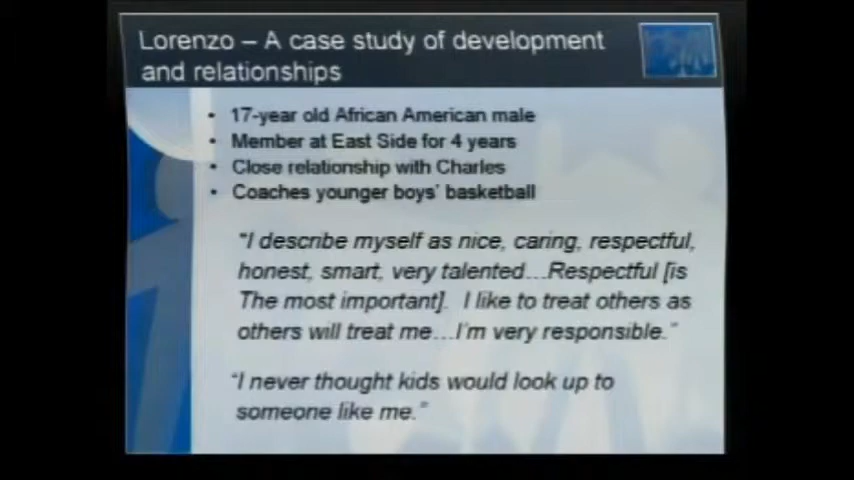 Lorenzo – A case study of development
and relationships
• 17-year old African American male
• Member at East Side for 4 years
• Close relationship with Charles
• Coaches younger boys' basketball
"I describe myself as nice, caring, respectful,
honest, smart, very talented…Respectful [is
The most important]. I like to treat others as
others will treat me…I'm very responsible."
"I never thought kids would look up to
someone like me."